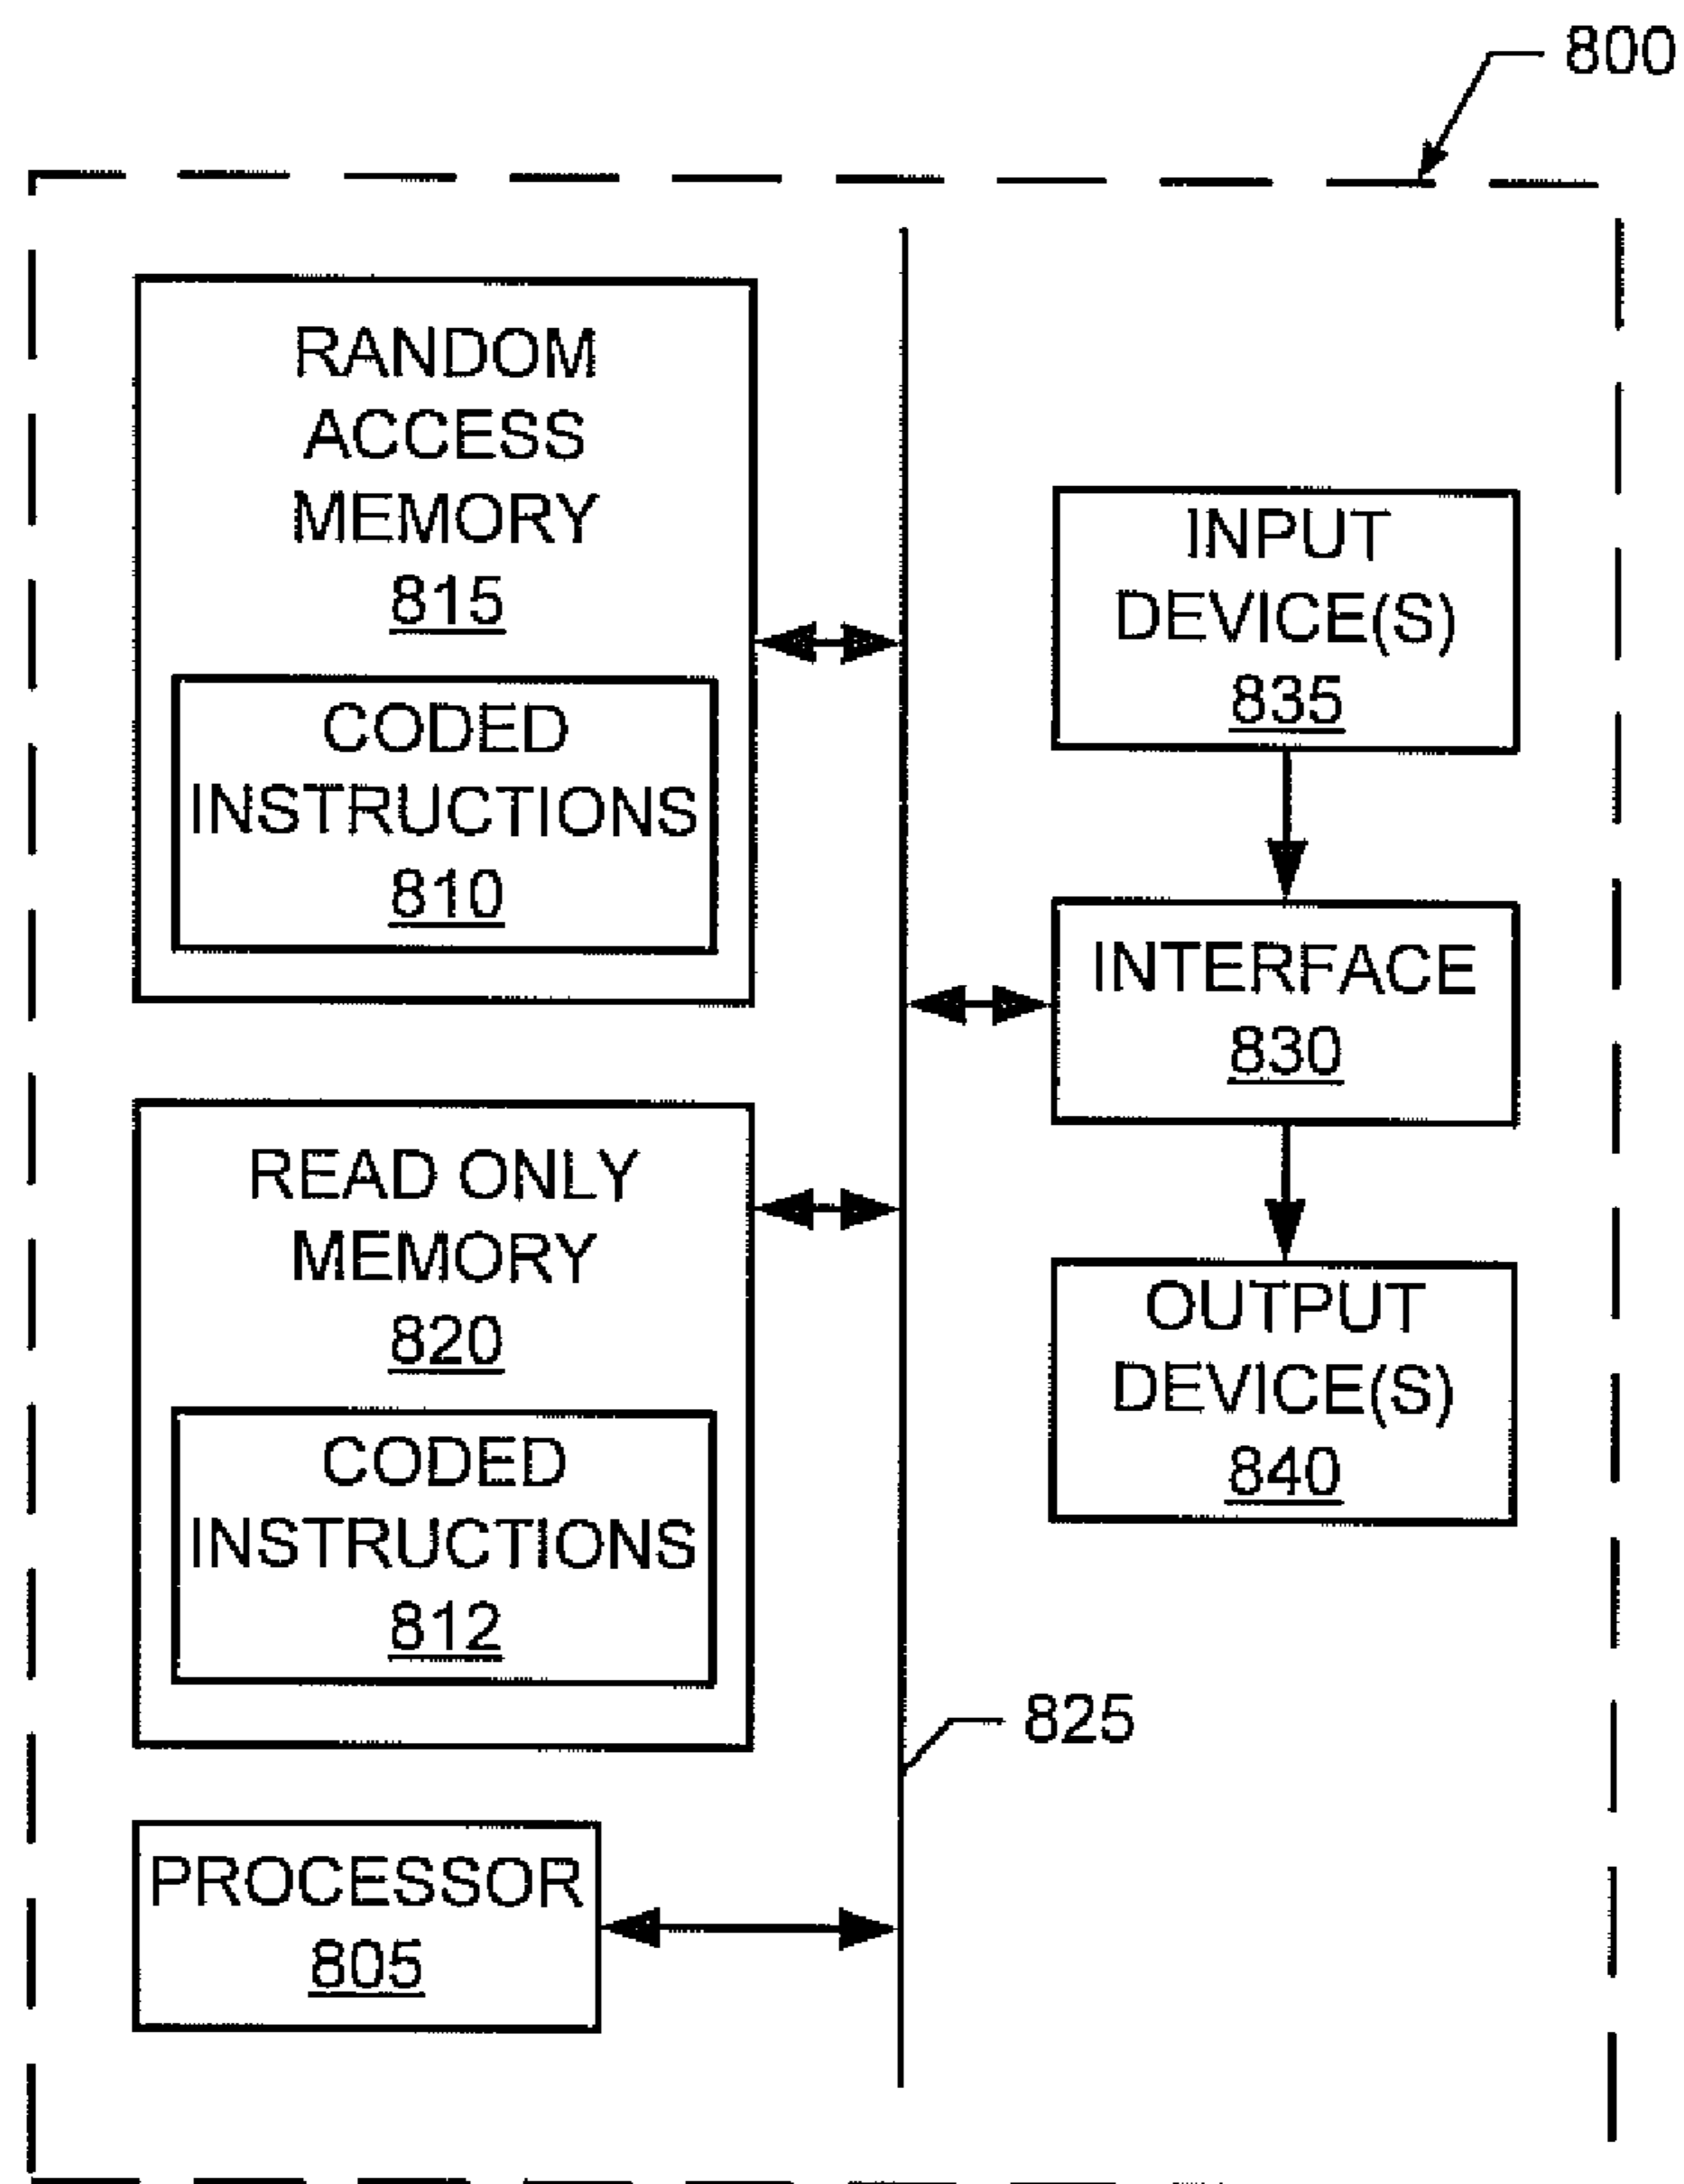 800
RANDOM
ACCESS
MEMORY
815
CODED
INSTRUCTIONS
810
INPUT
DEVICE(S)
835
INTERFACE
830
READ ONLY
MEMORY
820
CODED
INSTRUCTIONS
812
OUTPUT
DEVICE(S)
840
825
PROCESSOR
805